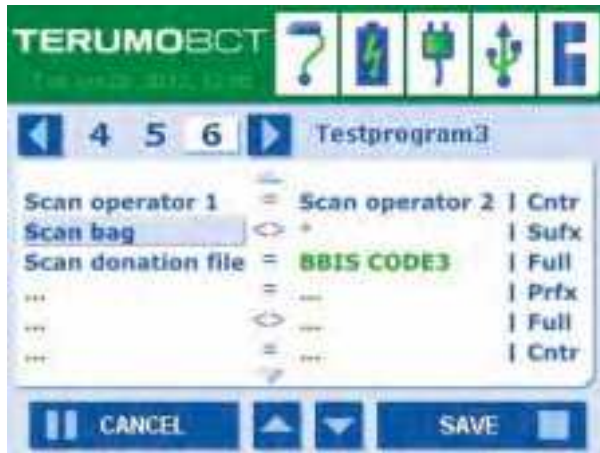 TERUMOBCT
4 5 6 Testprogram3
Scan operator 1 = Scan operator 2 | Cntr
Scan bag <> * | Sufx
Scan donation file = BBIS CODE3 | Full
... = ... | Prfx
... <> ... | Full
... = ... | Cntr
CANCEL SAVE